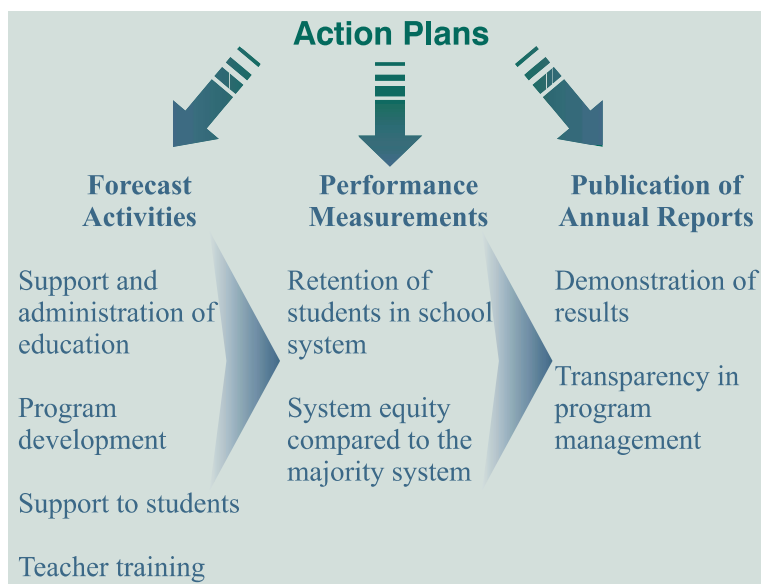 Action Plans
Forecast
Activities
Support and
administration of
education
Program
development
Support to students
Teacher training
Performance
Measurements
Retention of
students in school
system
System equity
compared to the
majority system
Publication of
Annual Reports
Demonstration of
results
Transparency in
program
management